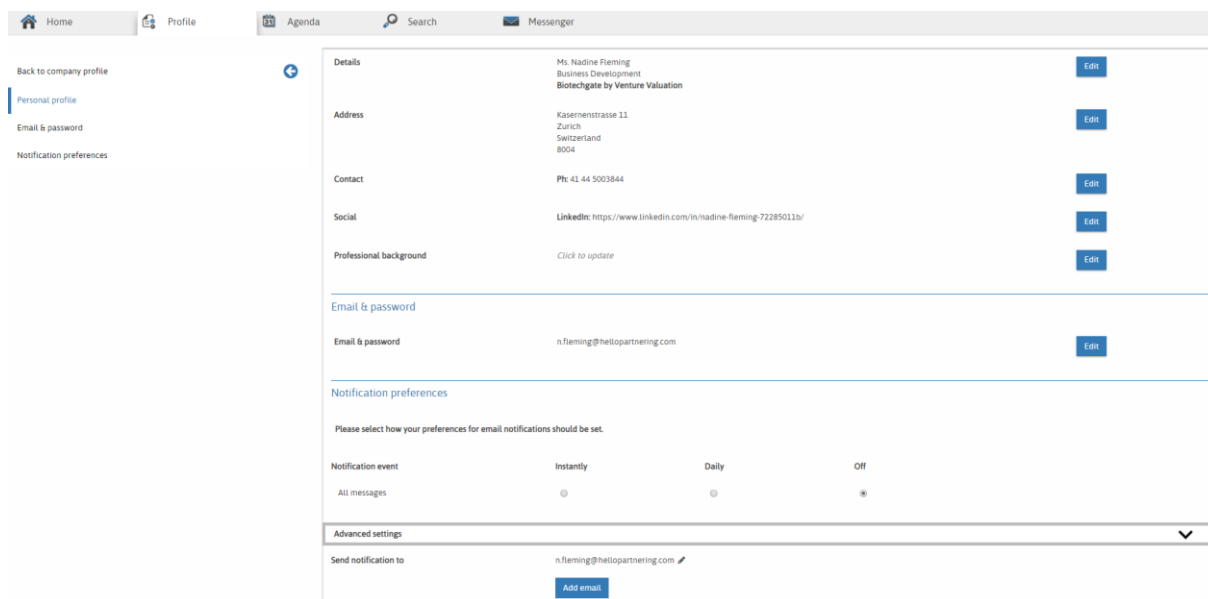 Home Profile 31 Agenda Search Messenger
Back to company profile
Personal profile
Email & password
Notification preferences
Details Ms. Nadine Fleming Edit
Business Development
Biotechgate by Venture Valuation
Address Kasernenstrasse 11 Edit
Zurich
Switzerland
8004
Contact Ph: 41 44 5003844 Edit
Social LinkedIn: https://www.linkedin.com/in/nadine-fleming-72285011b/ Edit
Professional background Click to update Edit
Email & password
Email & password n.fleming@hellopartnering.com Edit
Notification preferences
Please select how your preferences for email notifications should be set.
Notification event Instantly Daily Off
All messages
Advanced settings
Send notification to n.fleming@hellopartnering.com
Add email